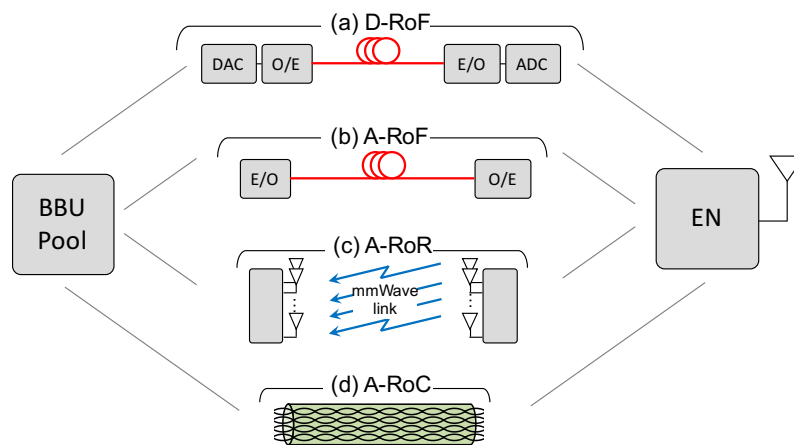 (a) D-RoF
DAC O/E E/O ADC
(b) A-RoF
E/O O/E
BBU
Pool
EN
(c) A-RoR
mmWave
link
(d) A-RoC